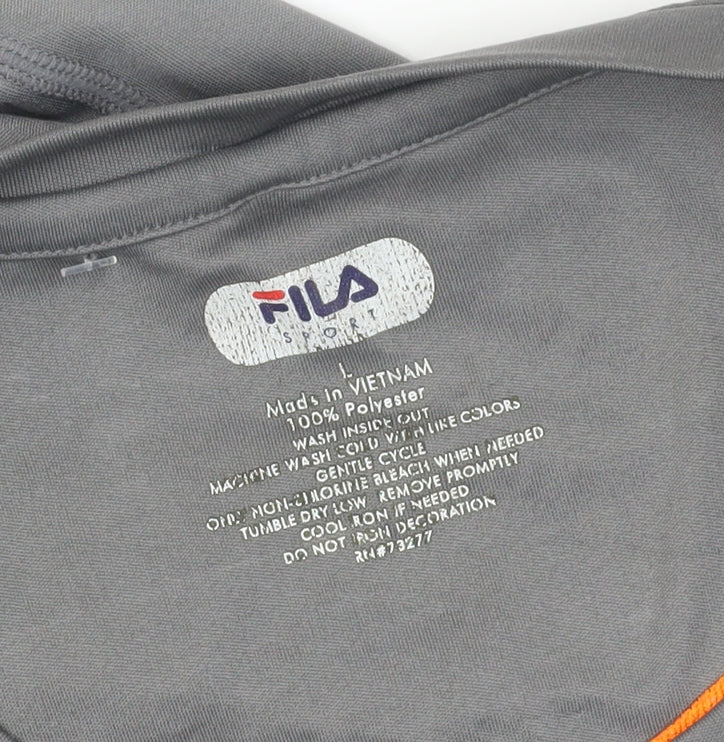 FILA
SPORT
L
Made in VIETNAM
100% Polyester
WASH INSIDE OUT
MACHINE WASH COLD WITH LIKE COLORS
GENTLE CYCLE
ONLY NON-CHLORINE BLEACH WHEN NEEDED
TUMBLE DRY LOW REMOVE PROMPTLY
COOL IRON IF NEEDED
DO NOT IRON DECORATION
RN#73277